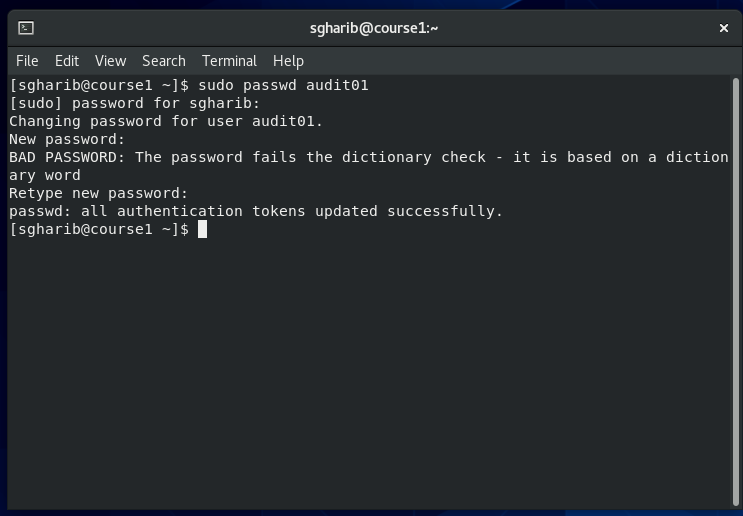 sgharib@course1:~
File Edit View Search Terminal Help
[sgharib@course1 ~]$ sudo passwd audit01
[sudo] password for sgharib:
Changing password for user audit01.
New password:
BAD PASSWORD: The password fails the dictionary check - it is based on a diction
ary word
Retype new password:
passwd: all authentication tokens updated successfully.
[sgharib@course1 ~]$